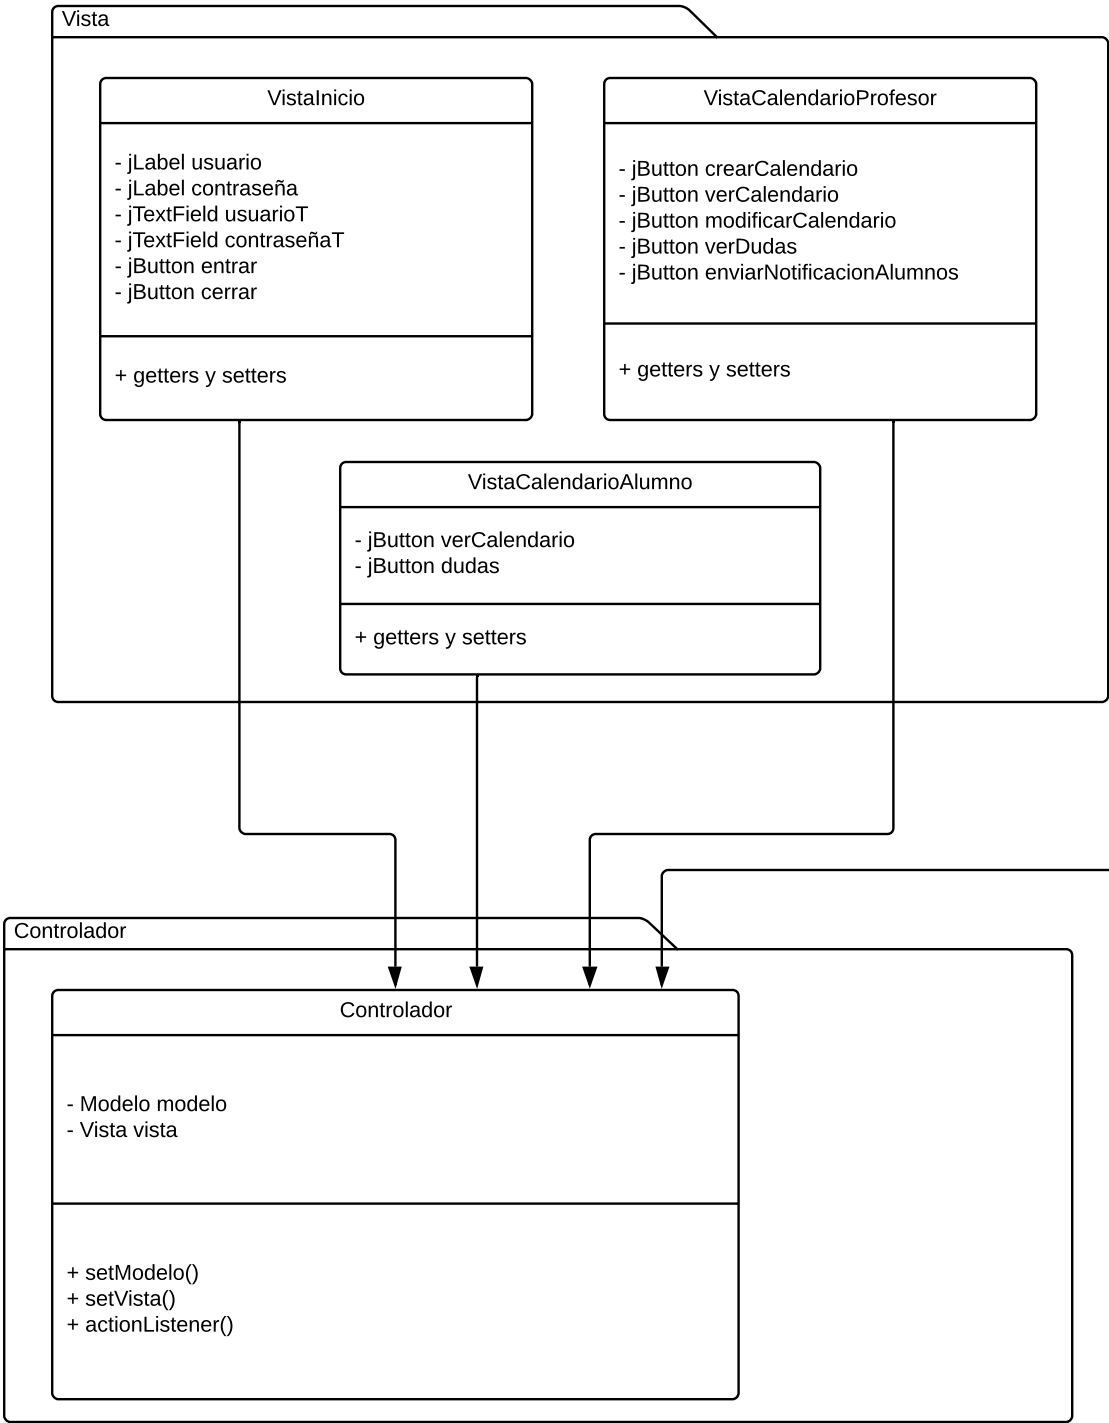 Vista
VistaInicio
- jLabel usuario
- jLabel contraseña
- jTextField usuarioT
- jTextField contraseñaT
- jButton entrar
- jButton cerrar
+ getters y setters
VistaCalendarioProfesor
- jButton crearCalendario
- jButton verCalendario
- jButton modificarCalendario
- jButton verDudas
- jButton enviarNotificacionAlumnos
+ getters y setters
VistaCalendarioAlumno
- jButton verCalendario
- jButton dudas
+ getters y setters
Controlador
Controlador
- Modelo modelo
- Vista vista
+ setModelo()
+ setVista()
+ actionListener()